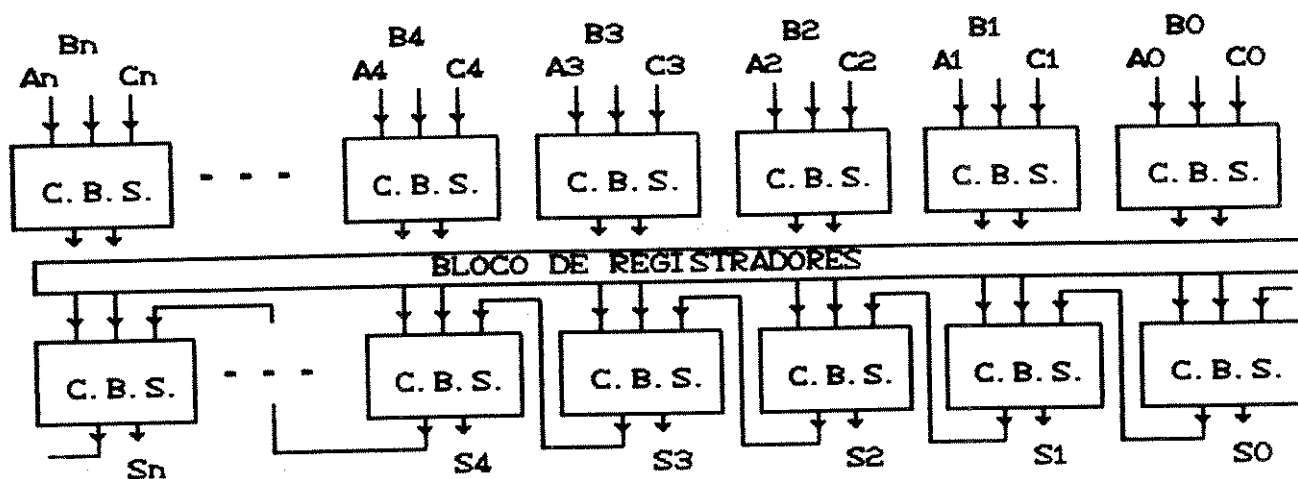 Bn B4 B3 B2 B1 B0
An Cn A4 C4 A3 C3 A2 C2 A1 C1 A0 C0
C. B. S. - - - C. B. S. C. B. S. C. B. S. C. B. S. C. B. S.
BLOCO DE REGISTRADORES
C. B. S. - - - C. B. S. C. B. S. C. B. S. C. B. S. C. B. S.
Sn S4 S3 S2 S1 S0